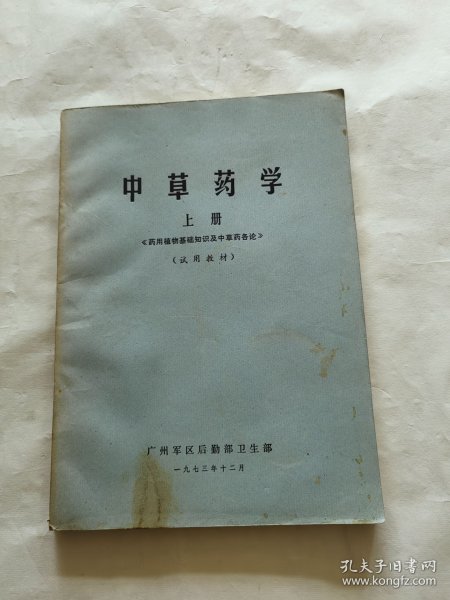 中草药学
上册
《药用植物基础知识及中草药各论》
(试用教材)
广州军区后勤部卫生部
一九七三年十二月
孔夫子旧书网
www.kongfz.com